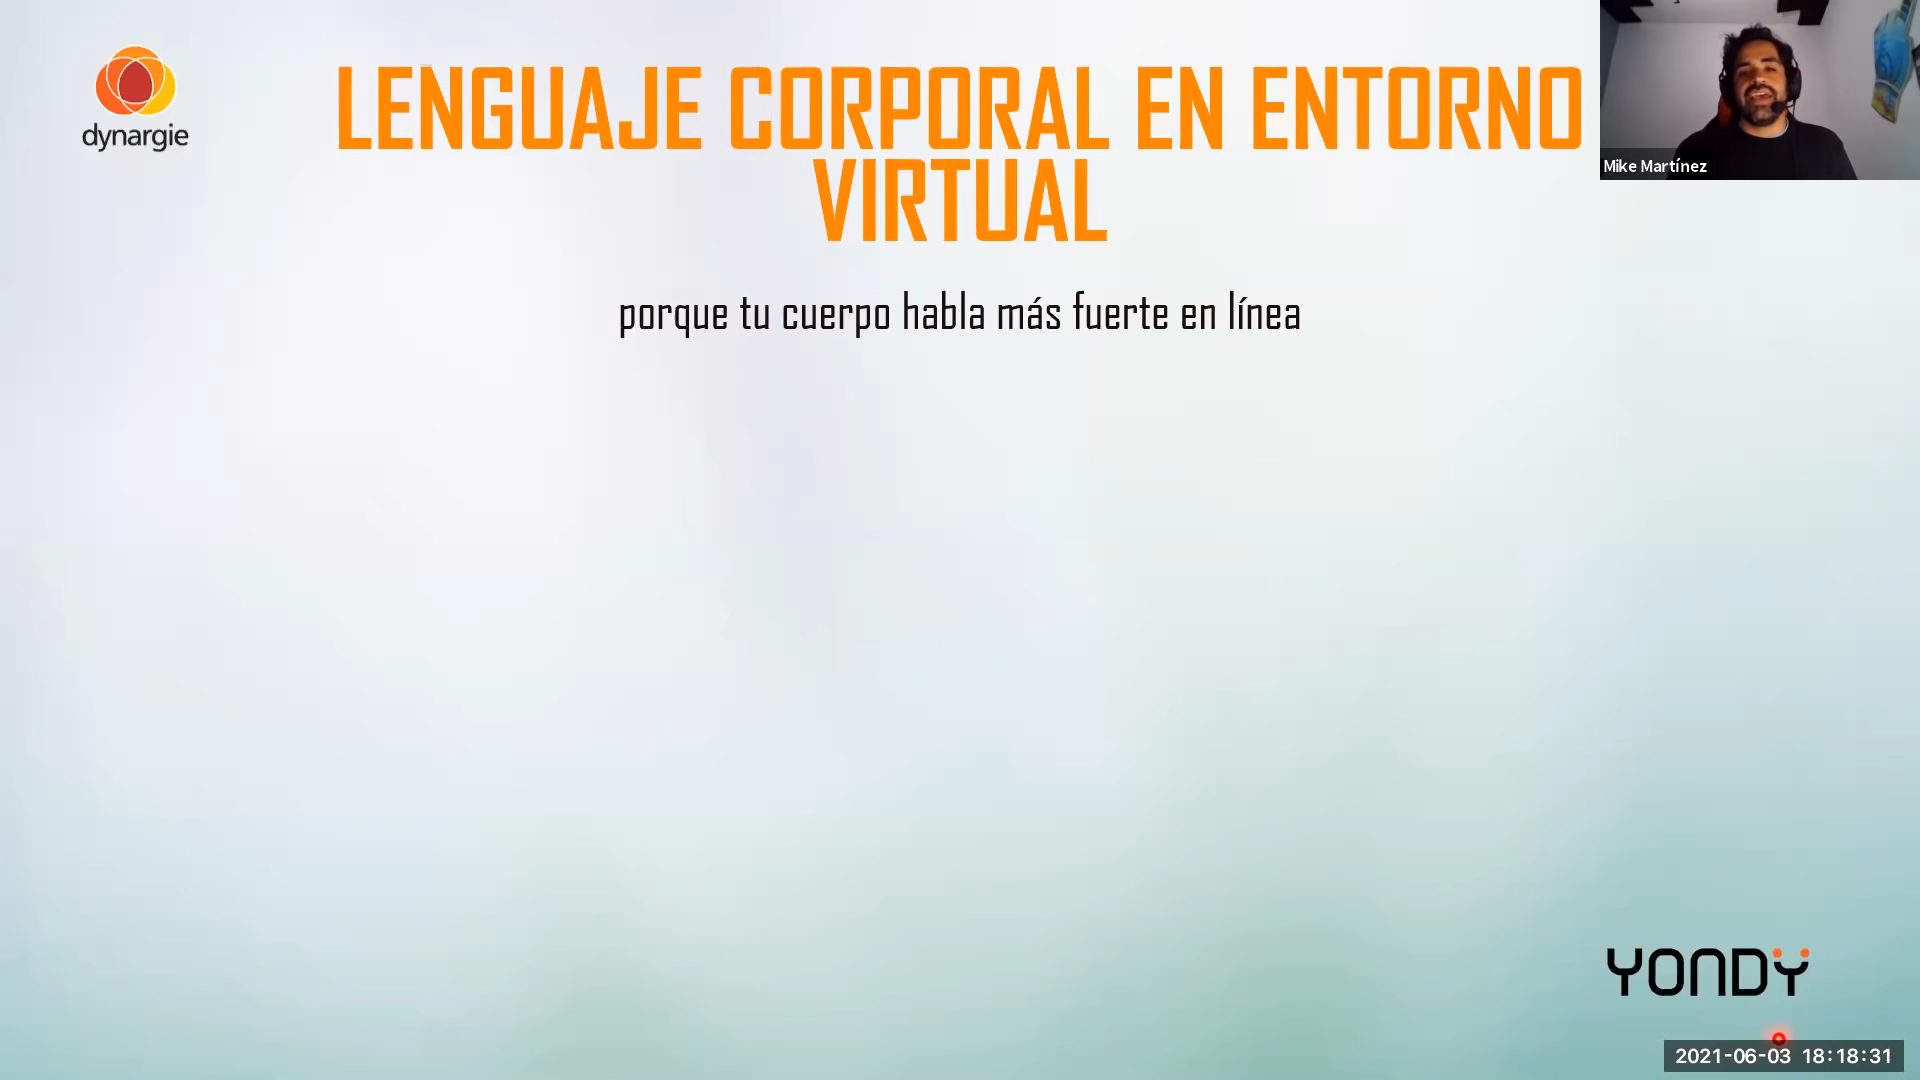 dynargie
LENGUAJE CORPORAL EN ENTORNO
VIRTUAL
Mike Martínez
porque tu cuerpo habla más fuerte en línea
YONDY
2021-06-03 18:18:31